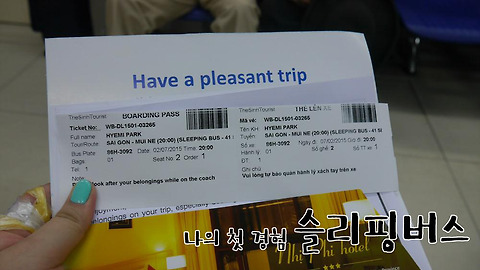 Have a pleasant trip
TheSinhTourist BOARDING PASS
Ticket No: WB-DL1501-03265
Full name HYEMI PARK
Tour/Route: SAI GON - MUI NE (20:00) (SLEEPING BUS - 41
Bus Plate 86H-3092 Date 02/07/2015 Time 20:00
Bags 01 Seat No: 2 Order 1
Tel: 1
Note
look after your belongings while on the coach
TheSinhTourist THẺ LÊN XE
Mã vé: WB-DL1501-03265
Tên KH HYEMI PARK
Tuyến SAI GON - MUI NE (20:00) (SLEEPING BUS - 41
Số xe: 86H-3092 Ngày đi: 02/07/2015 Giờ 20:00
Hành lý 01 Số ghế 2 Số TT xe 1
ĐT: 1
Ghi chú
Vui lòng tự bảo quản hành lý xách tay trên xe
belongings on your trip, especially
Nhị Phi hotel
나의 첫 경험 슬리핑버스